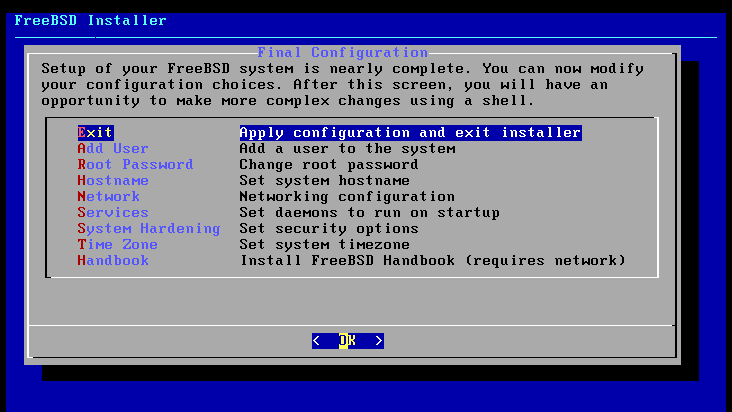 FreeBSD Installer
Final Configuration
Setup of your FreeBSD system is nearly complete. You can now modify
your configuration choices. After this screen, you will have an
opportunity to make more complex changes using a shell.
Exit Apply configuration and exit installer
Add User Add a user to the system
Root Password Change root password
Hostname Set system hostname
Network Networking configuration
Services Set daemons to run on startup
System Hardening Set security options
Time Zone Set system timezone
Handbook Install FreeBSD Handbook (requires network)
< OK >